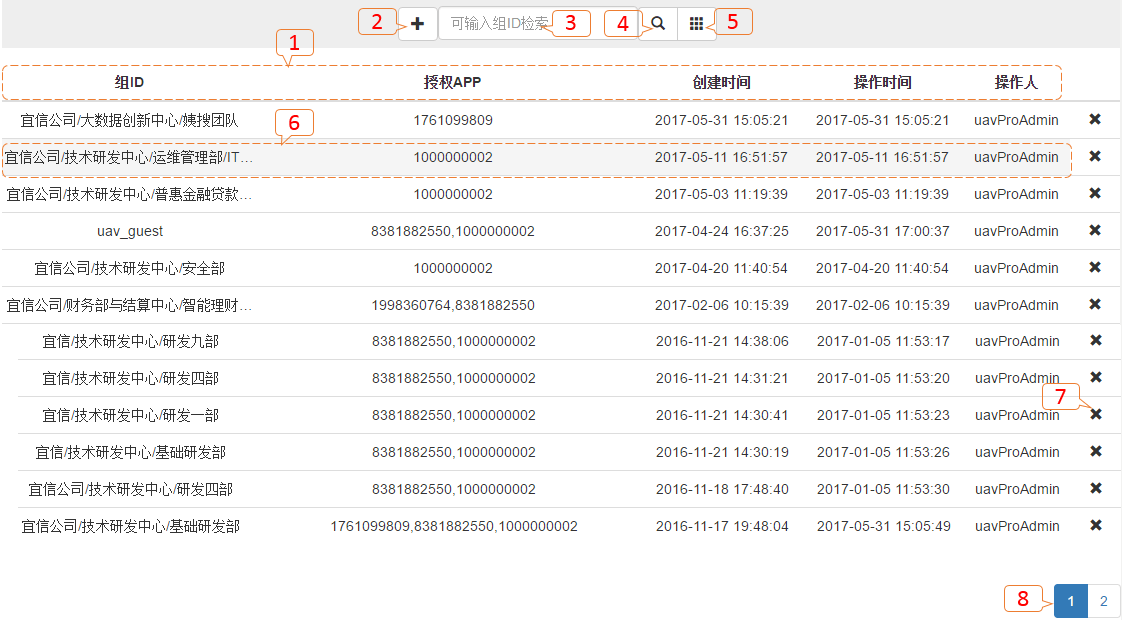 2 可输入组ID检索 3 4 5
1
组ID 授权APP 创建时间 操作时间 操作人
宜信公司/大数据创新中心/姨搜团队 1761099809 2017-05-31 15:05:21 2017-05-31 15:05:21 uavProAdmin
6
宜信公司/技术研发中心/运维管理部/IT... 1000000002 2017-05-11 16:51:57 2017-05-11 16:51:57 uavProAdmin
宜信公司/技术研发中心/普惠金融贷款... 1000000002 2017-05-03 11:19:39 2017-05-03 11:19:39 uavProAdmin
uav_guest 8381882550,1000000002 2017-04-24 16:37:25 2017-05-31 17:00:37 uavProAdmin
宜信公司/技术研发中心/安全部 1000000002 2017-04-20 11:40:54 2017-04-20 11:40:54 uavProAdmin
宜信公司/财务部与结算中心/智能理财... 1998360764,8381882550 2017-02-06 10:15:39 2017-02-06 10:15:39 uavProAdmin
宜信/技术研发中心/研发九部 8381882550,1000000002 2016-11-21 14:38:06 2017-01-05 11:53:17 uavProAdmin
宜信/技术研发中心/研发四部 8381882550,1000000002 2016-11-21 14:31:21 2017-01-05 11:53:20 uavProAdmin
7
宜信/技术研发中心/研发一部 8381882550,1000000002 2016-11-21 14:30:41 2017-01-05 11:53:23 uavProAdmin
宜信/技术研发中心/基础研发部 8381882550,1000000002 2016-11-21 14:30:19 2017-01-05 11:53:26 uavProAdmin
宜信公司/技术研发中心/研发四部 8381882550,1000000002 2016-11-18 17:48:40 2017-01-05 11:53:30 uavProAdmin
宜信公司/技术研发中心/基础研发部 1761099809,8381882550,1000000002 2016-11-17 19:48:04 2017-05-31 15:05:49 uavProAdmin
8 1 2